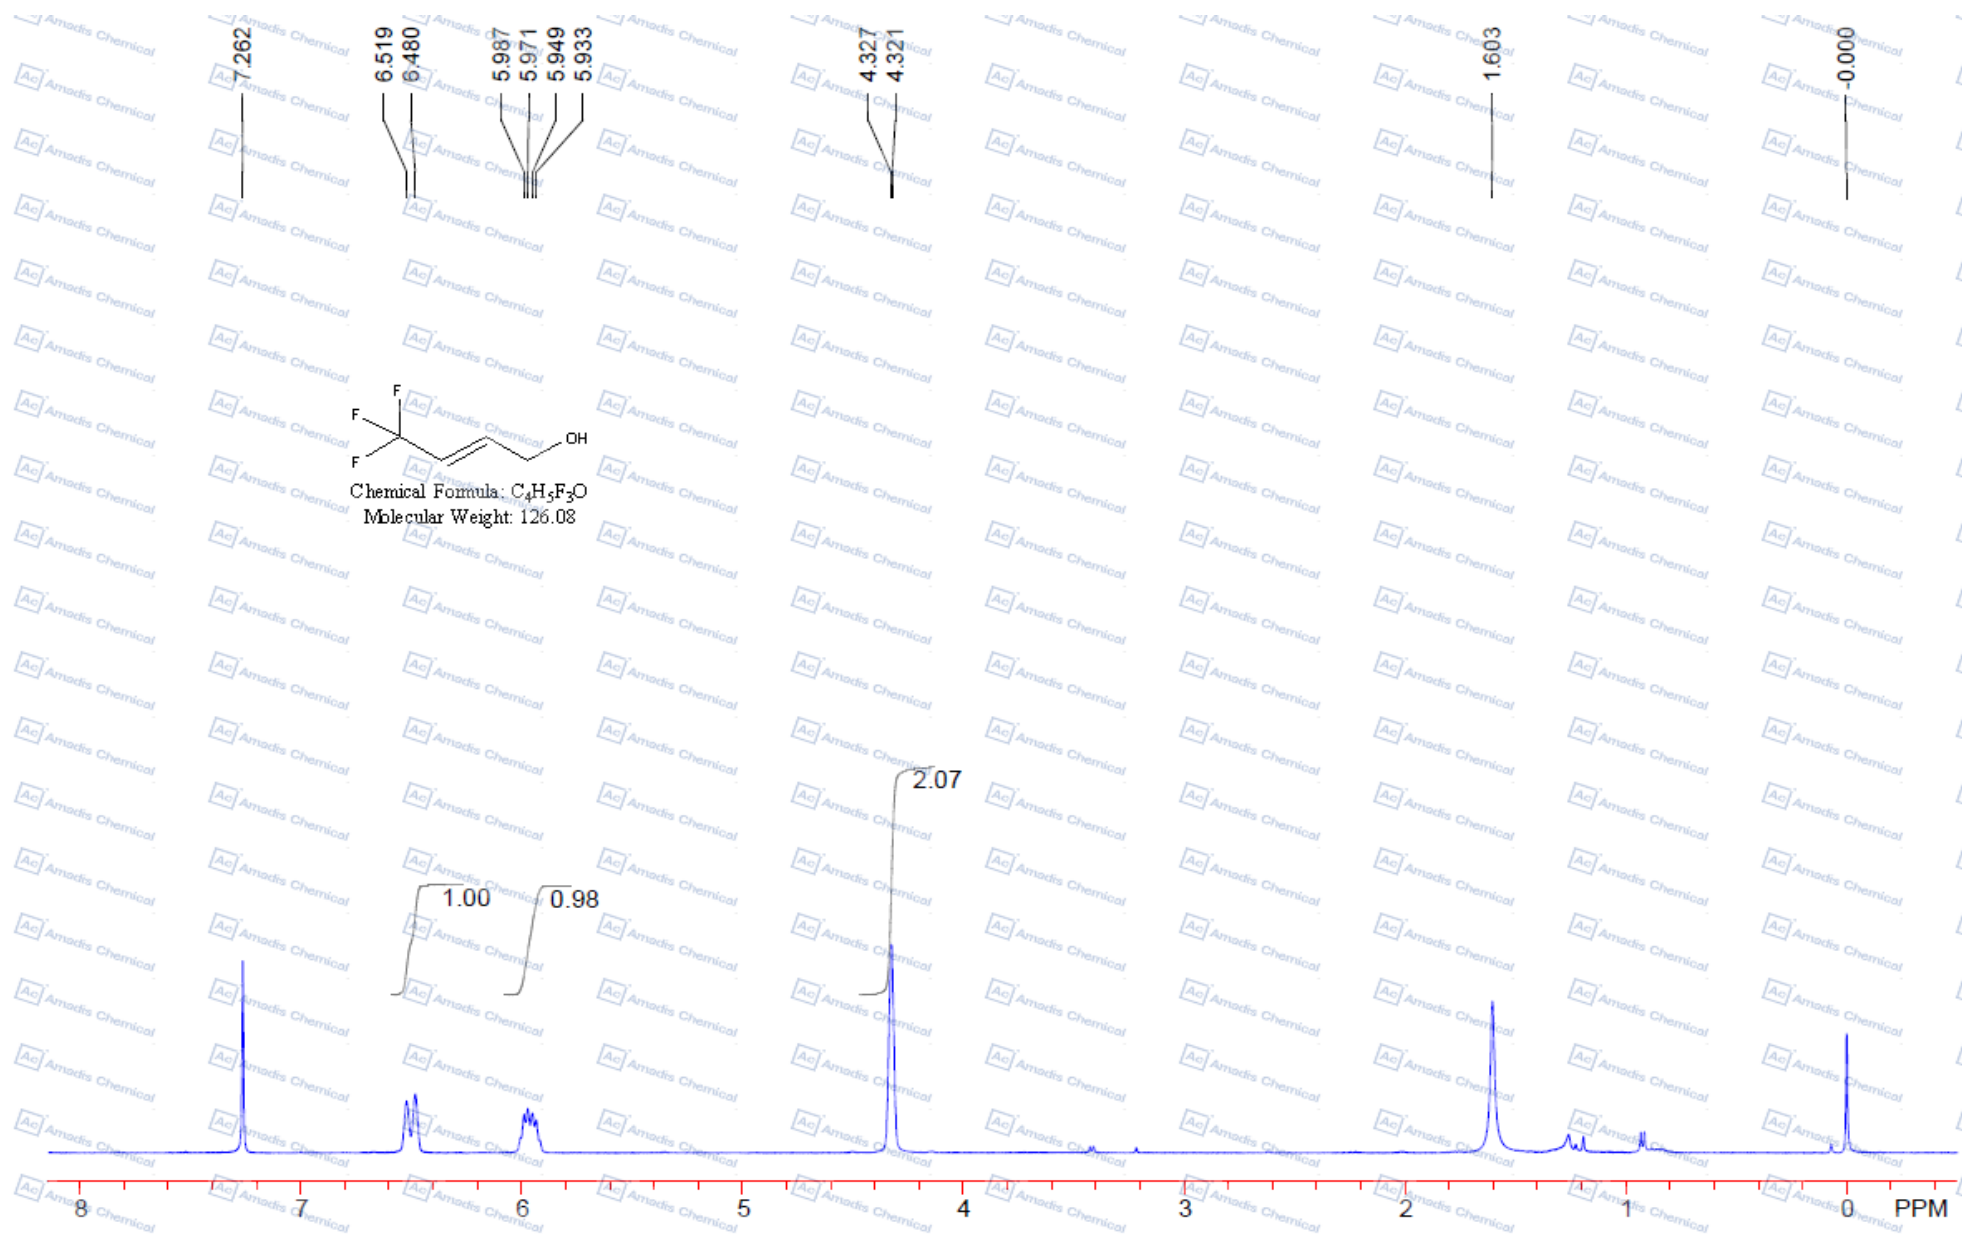 7.262
6.519
6.480
5.987
5.971
5.949
5.933
4.327
4.321
1.603
-0.000
F
F
F
OH
Chemical Formula: C₄H₅F₃O
Molecular Weight: 126.08
2.07
1.00
0.98
8 7 6 5 4 3 2 1 0 PPM
Ac Amadis Chemical